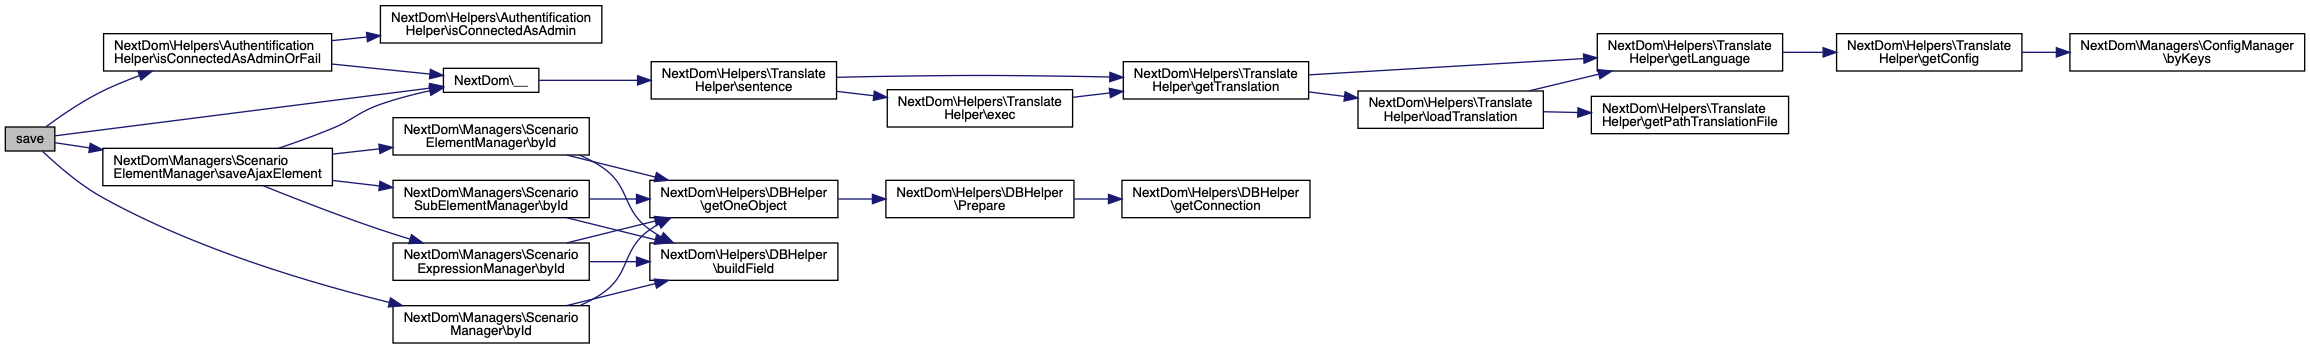 save
NextDom\Helpers\Authentification
Helper\isConnectedAsAdminOrFail
NextDom\Helpers\Authentification
Helper\isConnectedAsAdmin
NextDom\__
NextDom\Managers\Scenario
ElementManager\saveAjaxElement
NextDom\Managers\Scenario
ElementManager\byId
NextDom\Managers\Scenario
SubElementManager\byId
NextDom\Managers\Scenario
ExpressionManager\byId
NextDom\Managers\Scenario
Manager\byId
NextDom\Helpers\Translate
Helper\sentence
NextDom\Helpers\Translate
Helper\exec
NextDom\Helpers\Translate
Helper\getTranslation
NextDom\Helpers\Translate
Helper\loadTranslation
NextDom\Helpers\Translate
Helper\getLanguage
NextDom\Helpers\Translate
Helper\getPathTranslationFile
NextDom\Helpers\Translate
Helper\getConfig
NextDom\Managers\ConfigManager
\byKeys
NextDom\Helpers\DBHelper
\getOneObject
NextDom\Helpers\DBHelper
\buildField
NextDom\Helpers\DBHelper
\Prepare
NextDom\Helpers\DBHelper
\getConnection